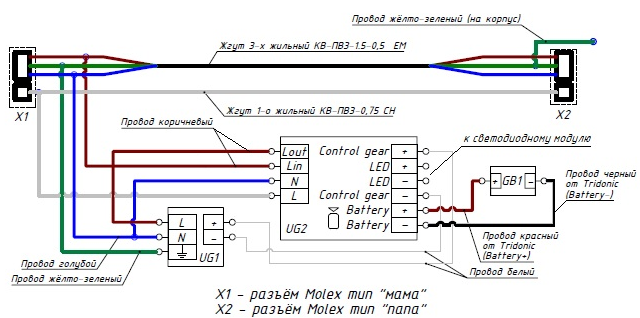 Провод жёлто-зеленый (на корпус)
Жгут 3-х жильный КВ-ПВЗ-1.5-0,5 ЕМ
X1
X2
Жгут 1-о жильный КВ-ПВЗ-0,75 СН
Провод коричневый
к светодиодному модулю
Lout
Lin
N
L
UG2
Control gear +
LED +
LED -
Control gear -
Battery +
Battery -
+ GB1 -
Провод черный
от Tridonic
(Battery-)
L
N
+
-
UG1
Провод красный
от Tridonic
(Battery+)
Провод голубой
Провод жёлто-зеленый
Провод белый
X1 - разъём Molex тип "мама"
X2 - разъём Molex тип "папа"